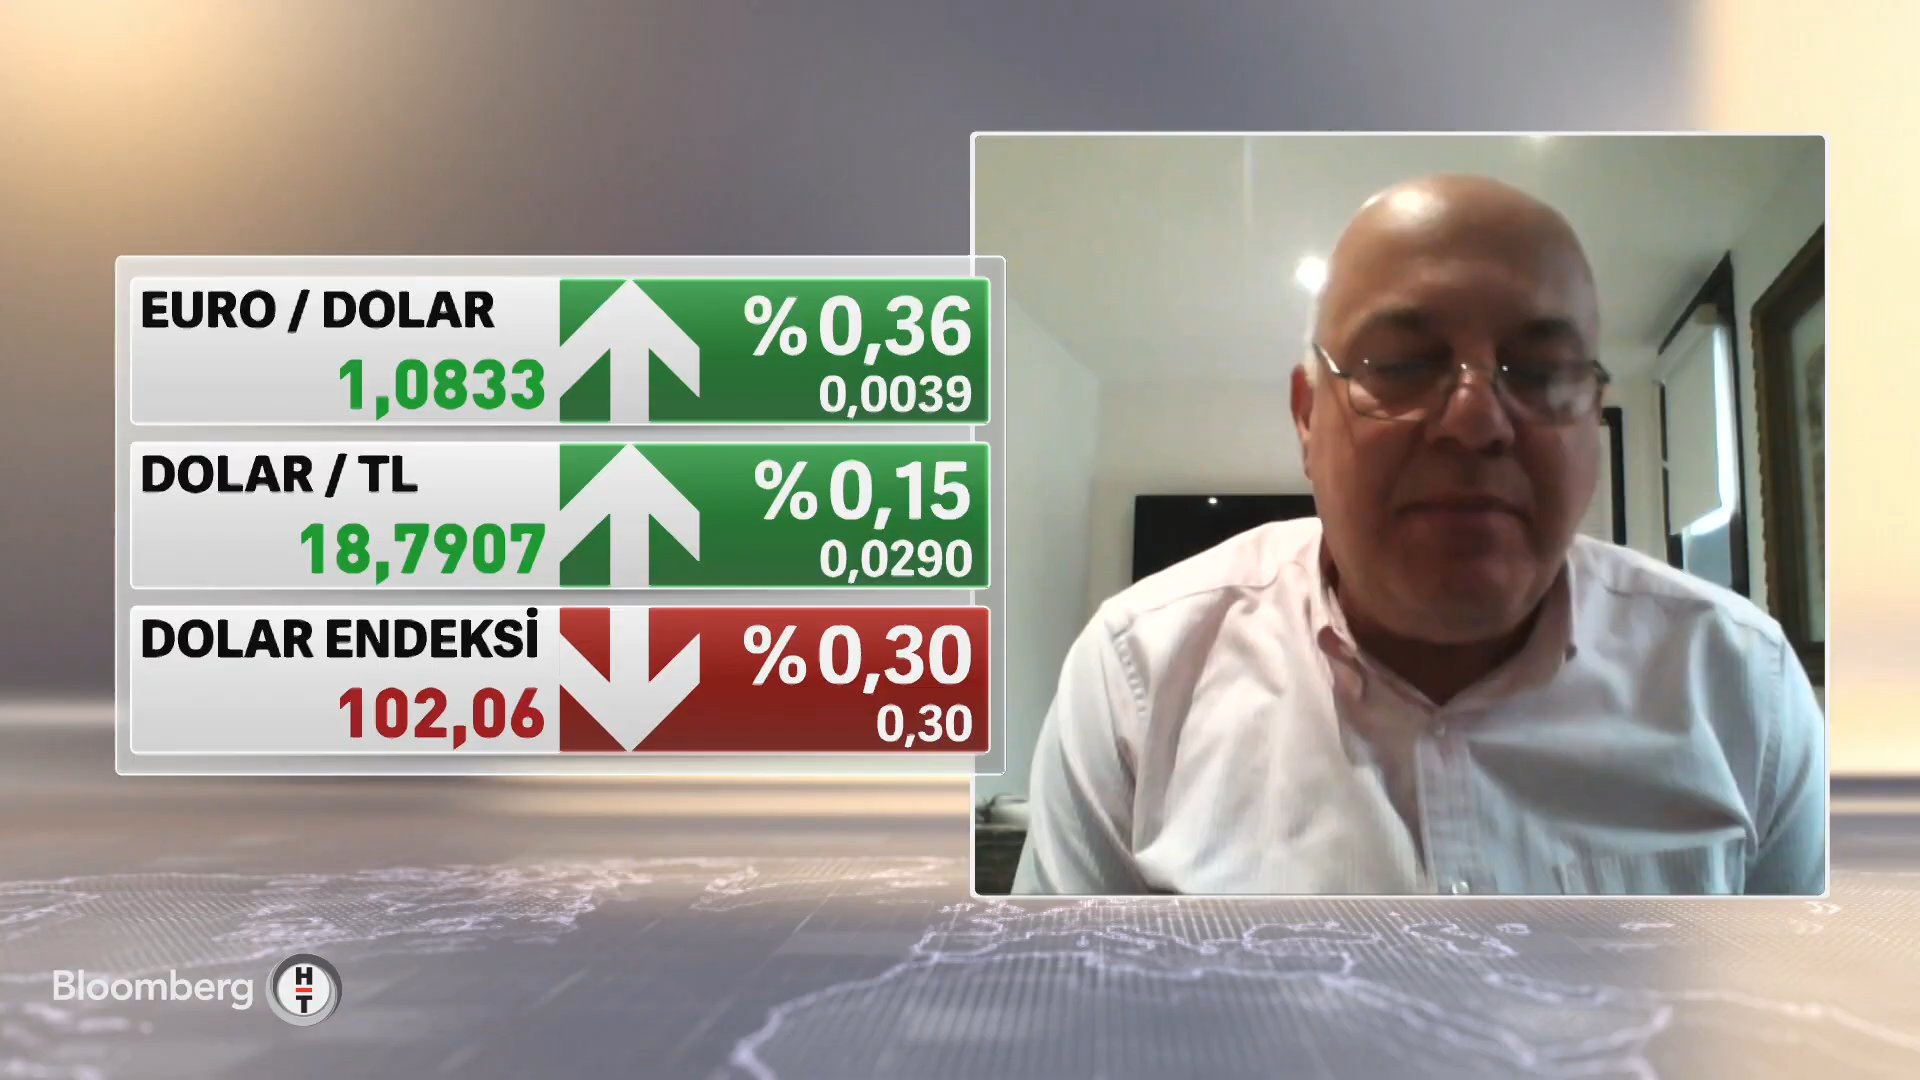 EURO / DOLAR
1,0833
%0,36
0,0039
DOLAR / TL
18,7907
%0,15
0,0290
DOLAR ENDEKSİ
102,06
%0,30
0,30
Bloomberg HT